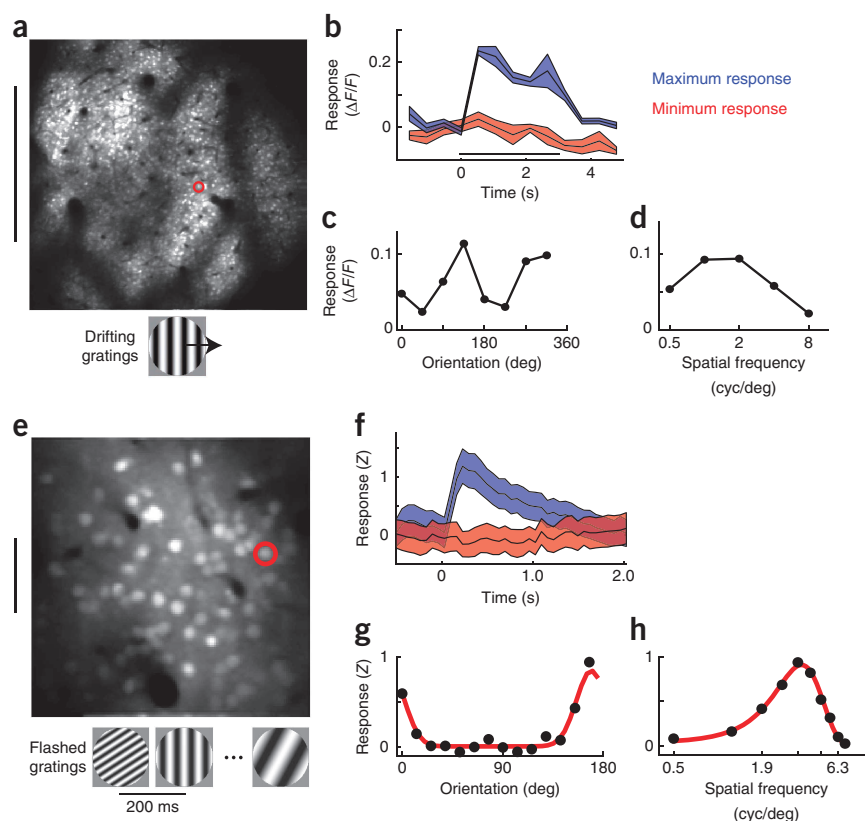 a
Drifting
gratings
b
Response
(ΔF/F)
0.2
0
0 2 4
Time (s)
Maximum response
Minimum response
c
Response
(ΔF/F)
0.1
0
0 180 360
Orientation (deg)
d
0.1
0
0.5 2 8
Spatial frequency
(cyc/deg)
e
Flashed
gratings
...
200 ms
f
Response (Z)
1
0
0 1.0 2.0
Time (s)
g
Response (Z)
1
0
0 90 180
Orientation (deg)
h
1
0
0.5 1.9 6.3
Spatial frequency
(cyc/deg)